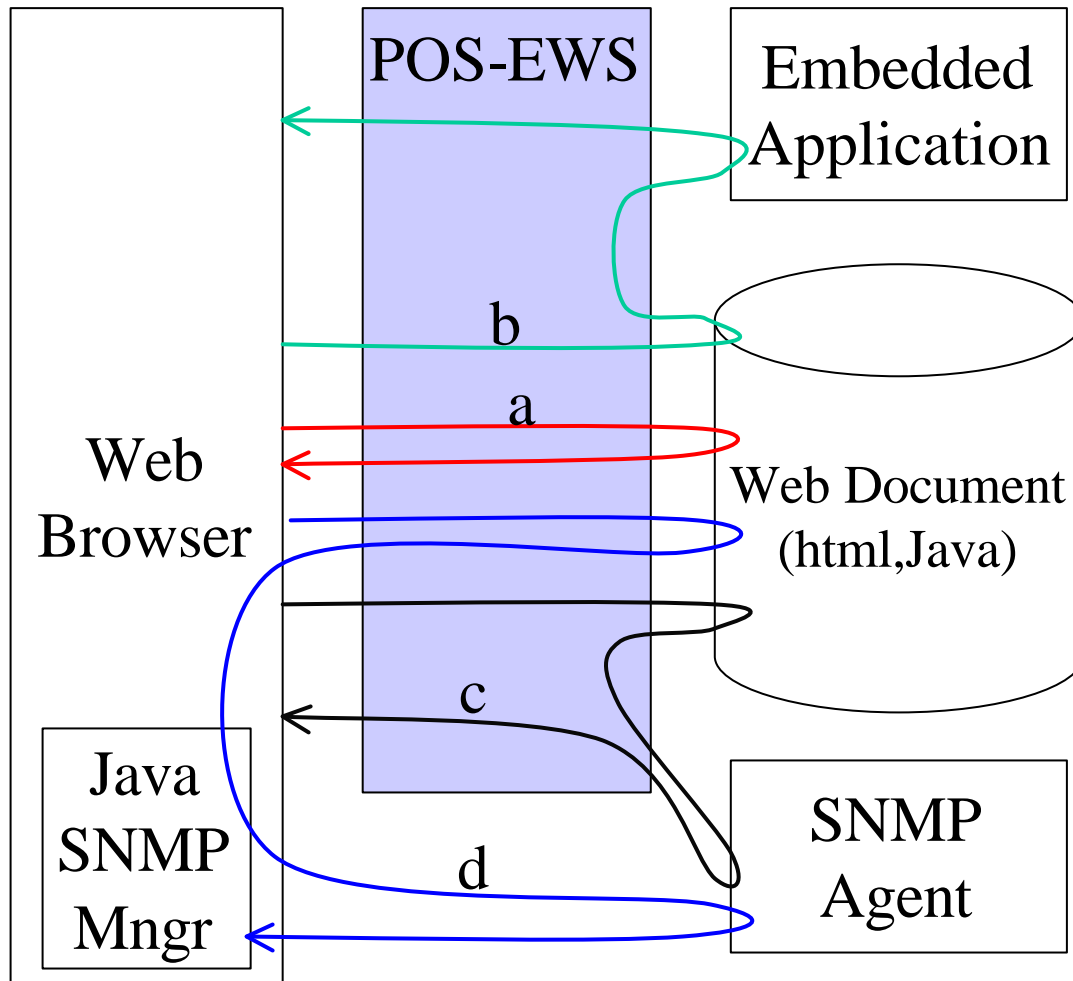 POS-EWS
Embedded
Application
b
a
Web
Browser
Web Document
(html,Java)
c
Java
SNMP
Mngr
d
SNMP
Agent